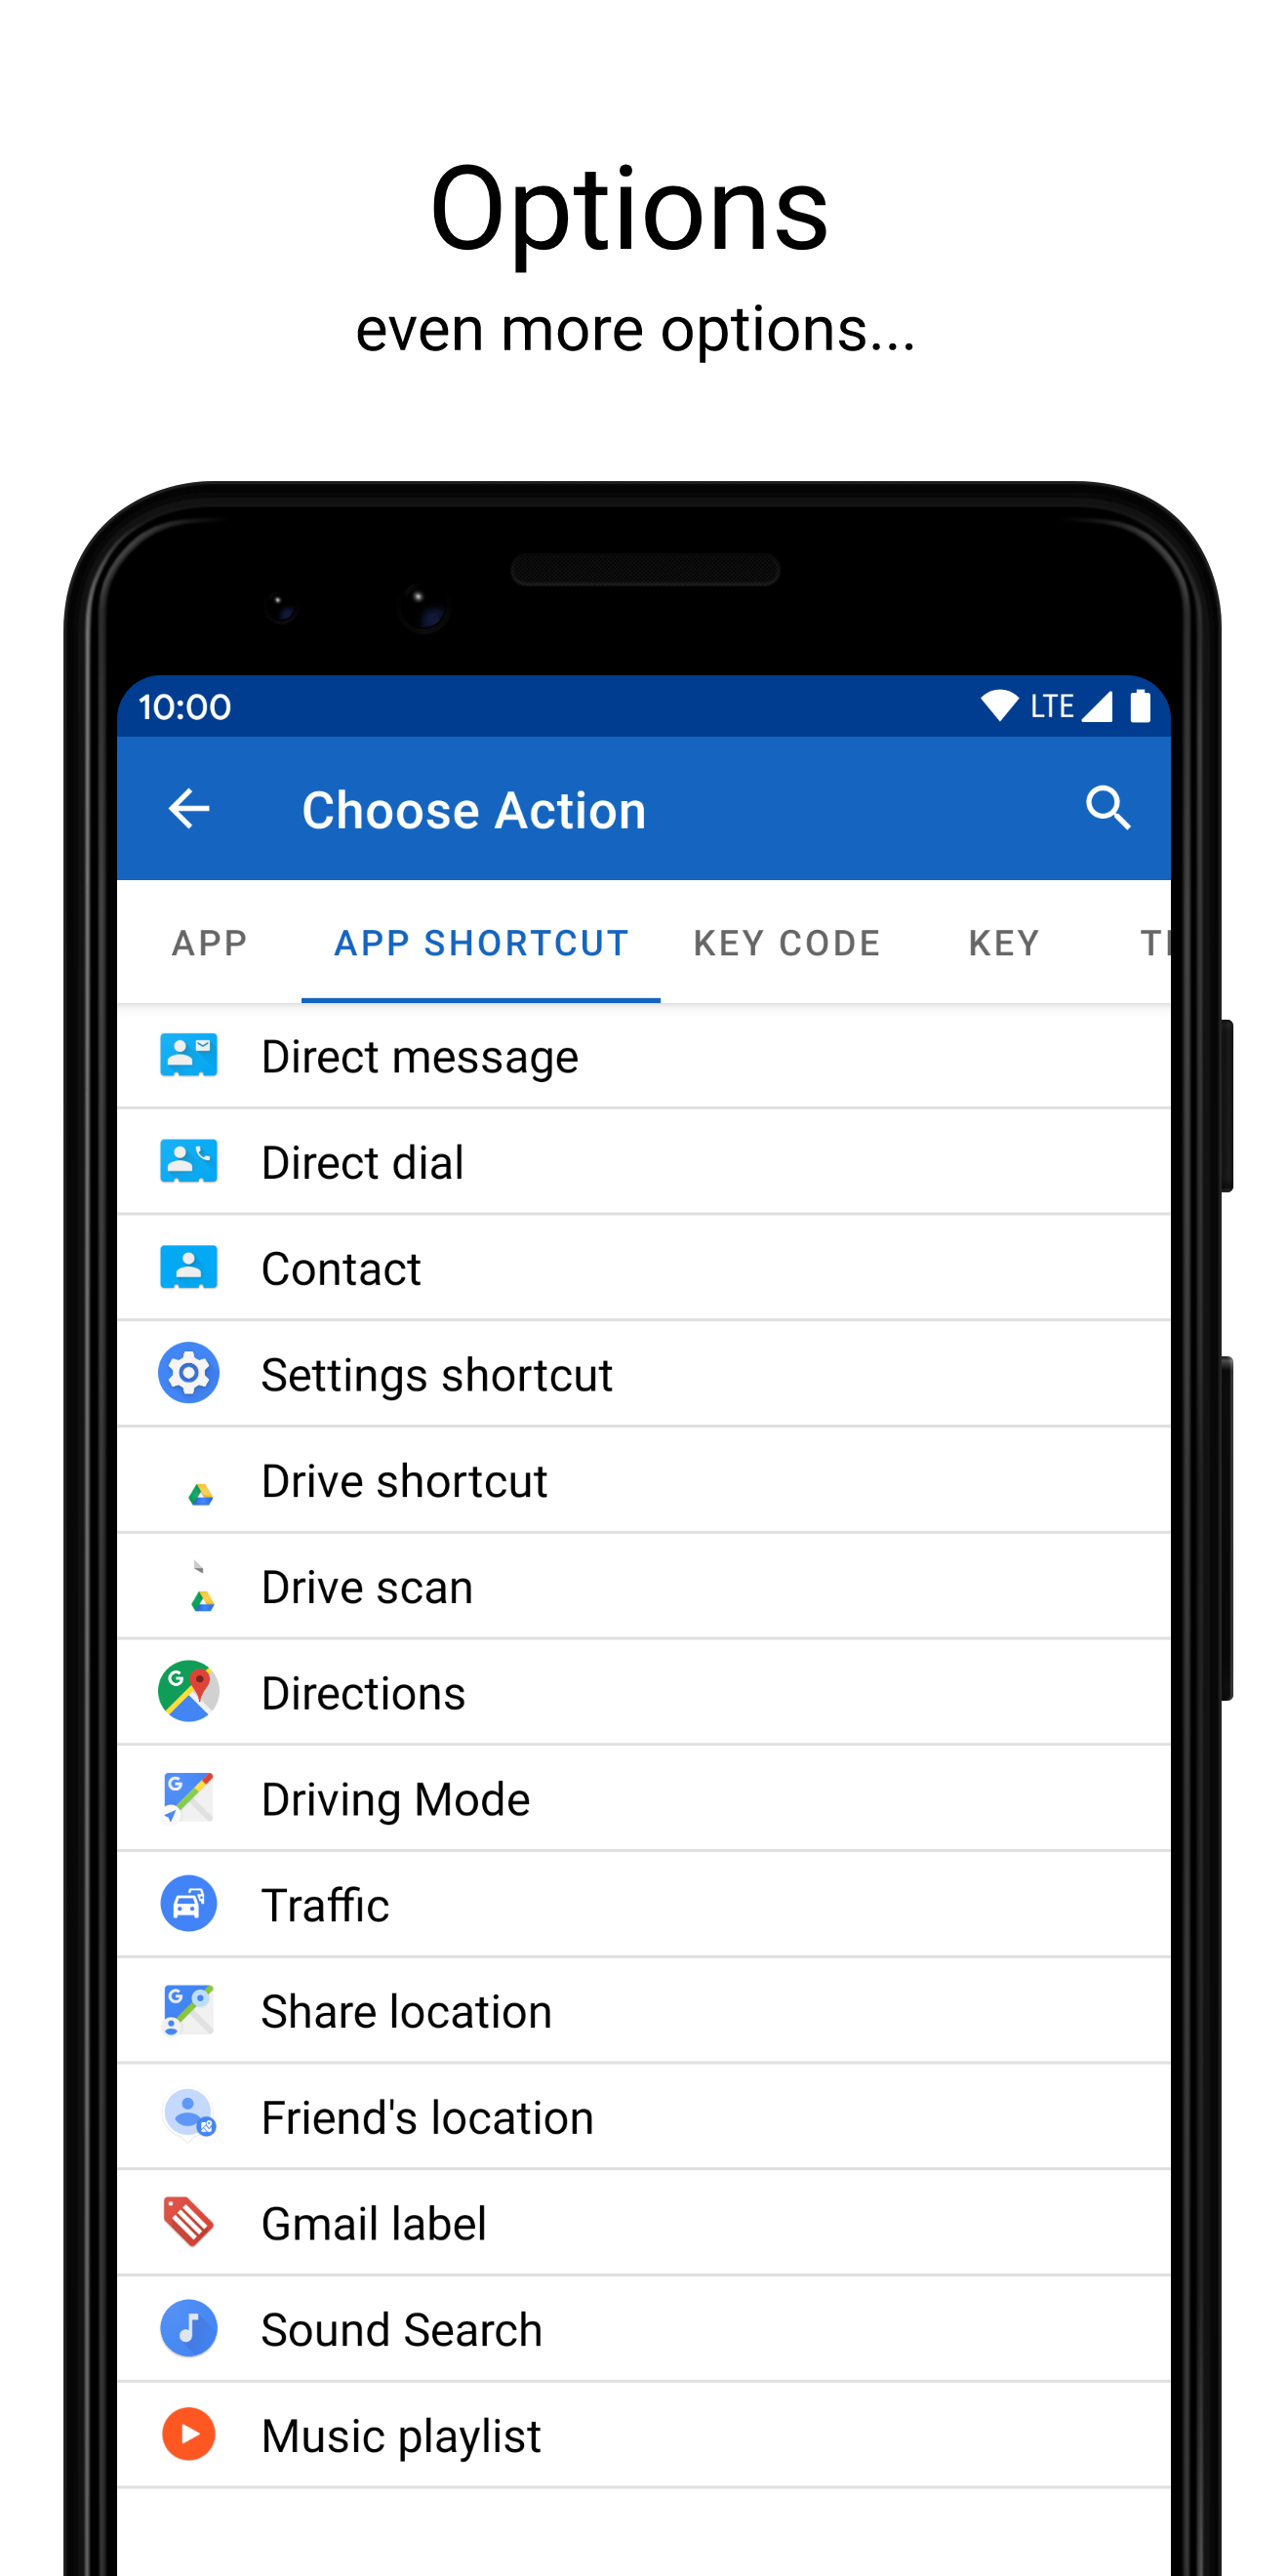 Options
even more options...
10:00 LTE
Choose Action
APP APP SHORTCUT KEY CODE KEY
Direct message
Direct dial
Contact
Settings shortcut
Drive shortcut
Drive scan
Directions
Driving Mode
Traffic
Share location
Friend's location
Gmail label
Sound Search
Music playlist